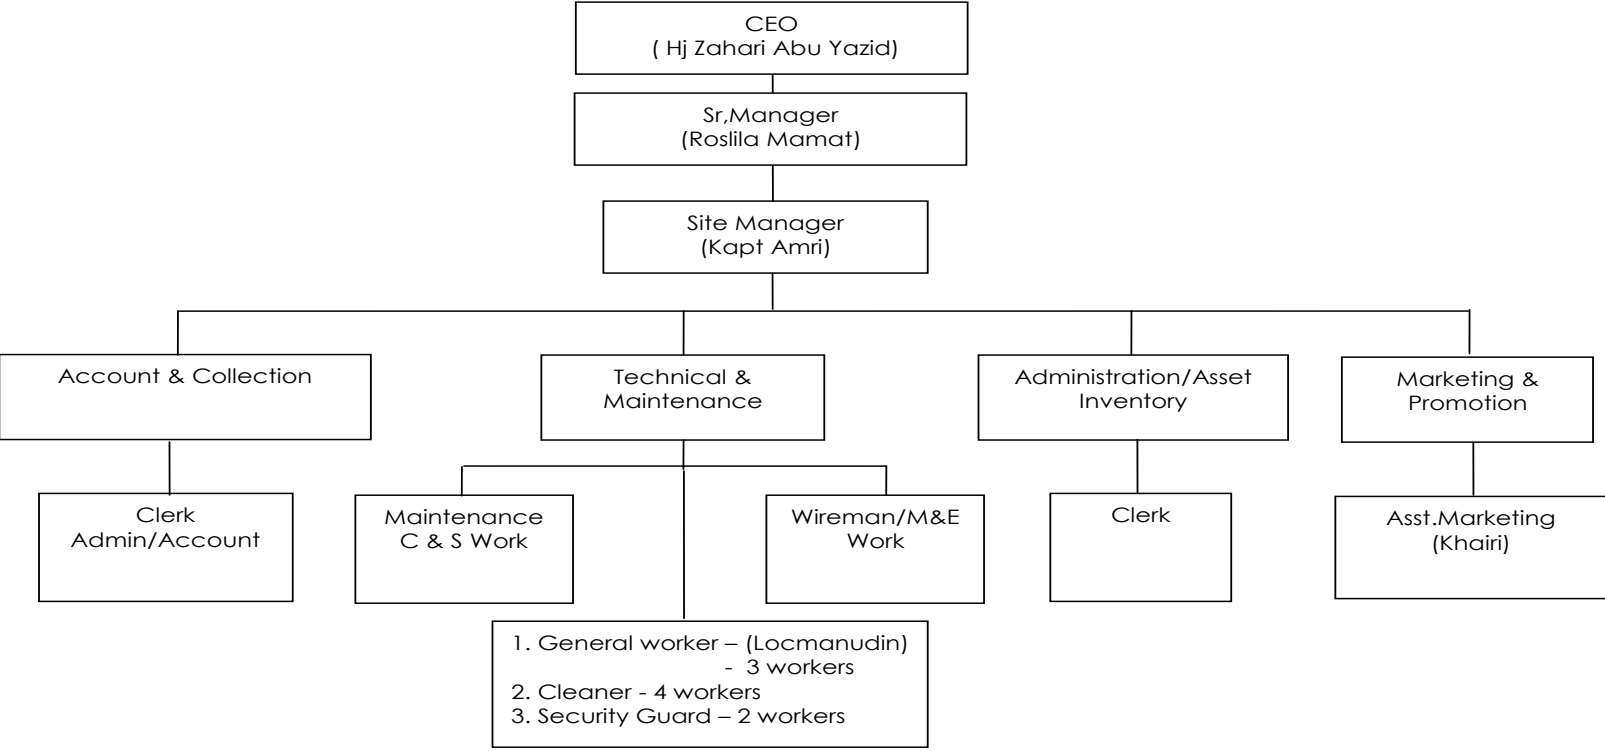 CEO
( Hj Zahari Abu Yazid)
Sr,Manager
(Roslila Mamat)
Site Manager
(Kapt Amri)
Account & Collection
Technical &
Maintenance
Administration/Asset
Inventory
Marketing &
Promotion
Clerk
Admin/Account
Maintenance
C & S Work
Wireman/M&E
Work
Clerk
Asst.Marketing
(Khairi)
1. General worker – (Locmanudin)
- 3 workers
2. Cleaner - 4 workers
3. Security Guard – 2 workers